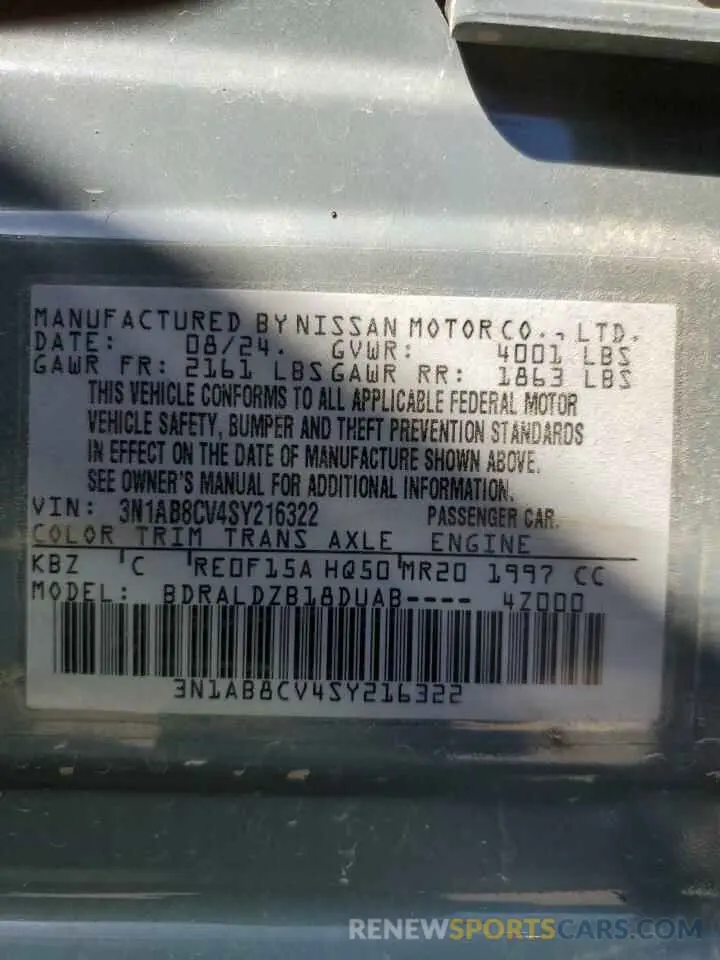 MANUFACTURED BY NISSAN MOTOR CO., LTD.
DATE: 08/24. GVWR: 4001 LBS
GAWR FR: 2161 LBS GAWR RR: 1863 LBS
THIS VEHICLE CONFORMS TO ALL APPLICABLE FEDERAL MOTOR
VEHICLE SAFETY, BUMPER AND THEFT PREVENTION STANDARDS
IN EFFECT ON THE DATE OF MANUFACTURE SHOWN ABOVE.
SEE OWNER'S MANUAL FOR ADDITIONAL INFORMATION.
VIN: 3N1AB8CV4SY216322 PASSENGER CAR.
COLOR TRIM TRANS AXLE ENGINE
KBZ C RE0F15A HQ50 MR20 1997 CC
MODEL: BDRALDZB18DUAB---- 4Z000
3N1AB8CV4SY216322
RENEWSPORTSCARS.COM